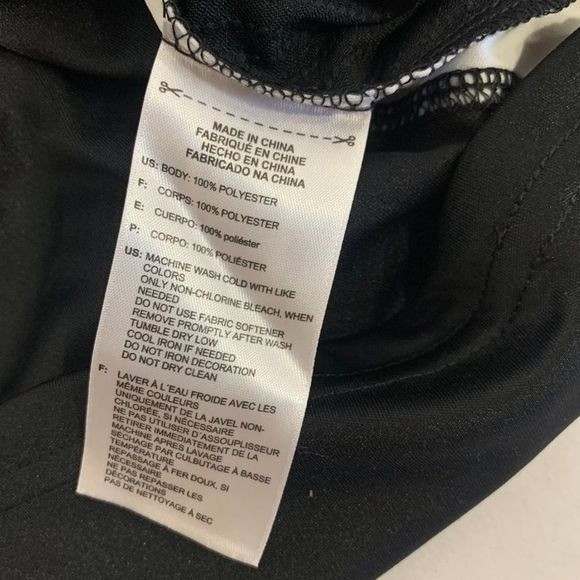 MADE IN CHINA
FABRIQUÉ EN CHINE
HECHO EN CHINA
FABRICADO NA CHINA
US: BODY: 100% POLYESTER
F: CORPS: 100% POLYESTER
E: CUERPO: 100% poliéster
P: CORPO: 100% POLIÉSTER
US: MACHINE WASH COLD WITH LIKE
COLORS
ONLY NON-CHLORINE BLEACH, WHEN
NEEDED
DO NOT USE FABRIC SOFTENER
REMOVE PROMPTLY AFTER WASH
TUMBLE DRY LOW
COOL IRON IF NEEDED
DO NOT IRON DECORATION
DO NOT DRY CLEAN
F: LAVER À L'EAU FROIDE AVEC LES
MÊME COULEURS
UNIQUEMENT DE LA JAVEL NON-
CHLORÉE, SI NÉCESSAIRE
NE PAS UTILISER D'ASSOUPLISSEUR
RETIRER IMMEDIATEMENT DE LA
MACHINE APRES LAVAGE
SÉCHAGE PAR CULBUTAGE À BASSE
TEMPÉRATURE
REPASSAGE À FER DOUX, SI
NÉCESSAIRE
NE PAS REPASSER LES
DÉCORATIONS
PAS DE NETTOYAGE À SEC